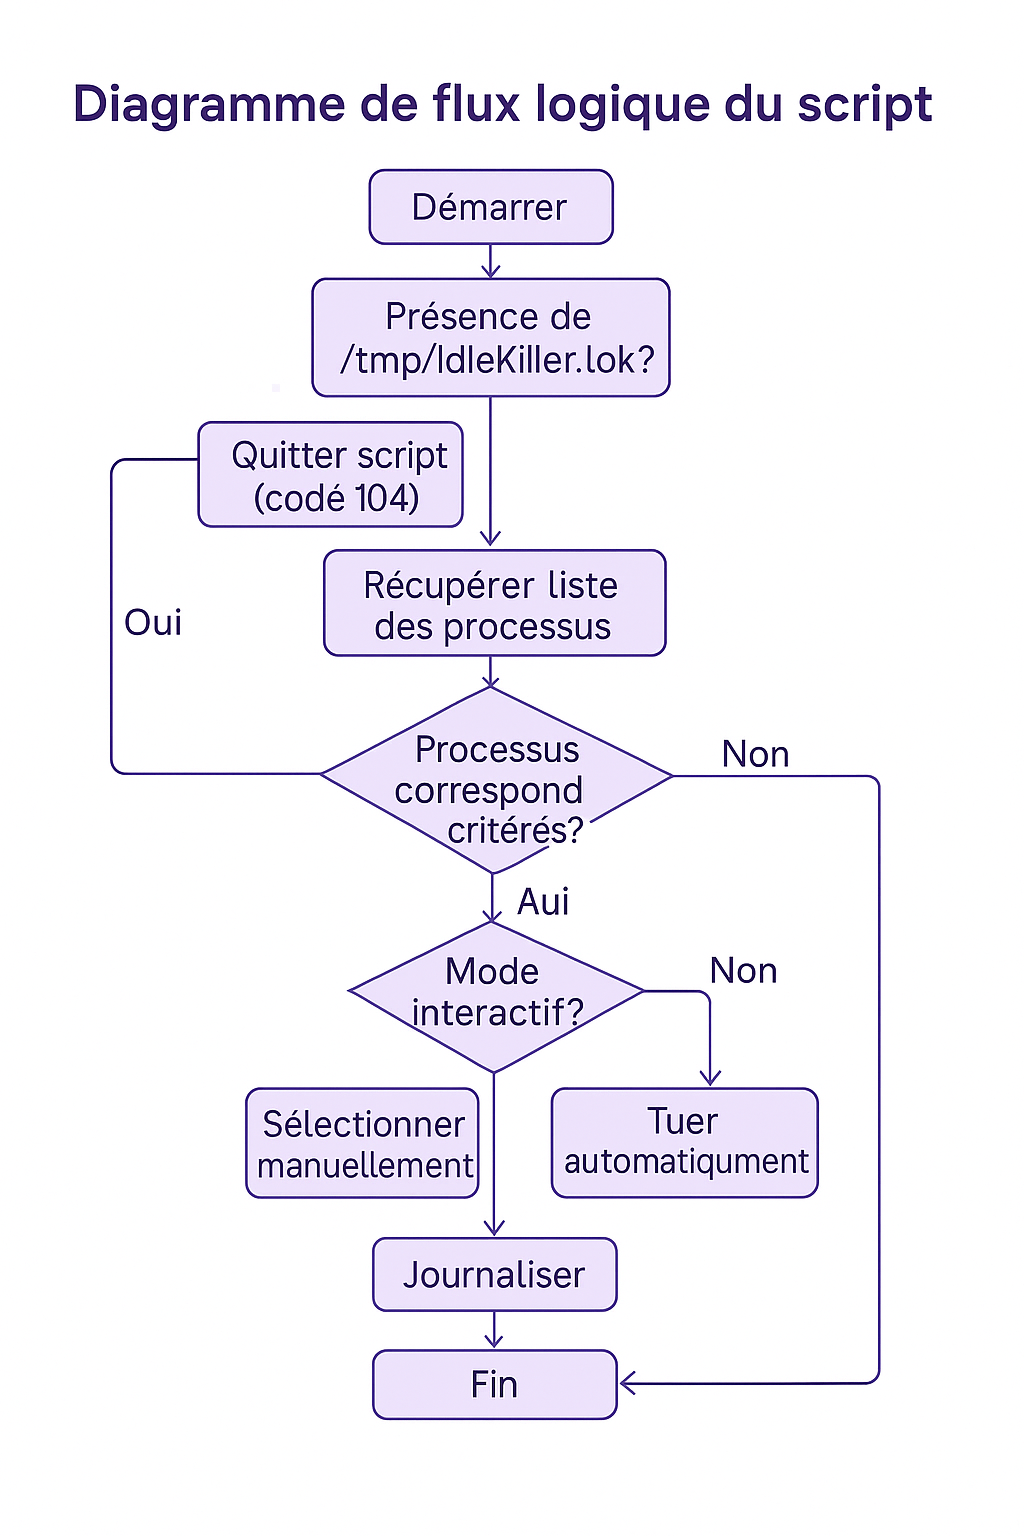 Diagramme de flux logique du script
Démarrer
Présence de
/tmp/IdleKiller.lok?
Quitter script
(codé 104)
Récupérer liste
des processus
Oui
Processus
correspond
critérés?
Non
Aui
Mode
interactif?
Non
Sélectionner
manuellement
Tuer
automatiqument
Journaliser
Fin